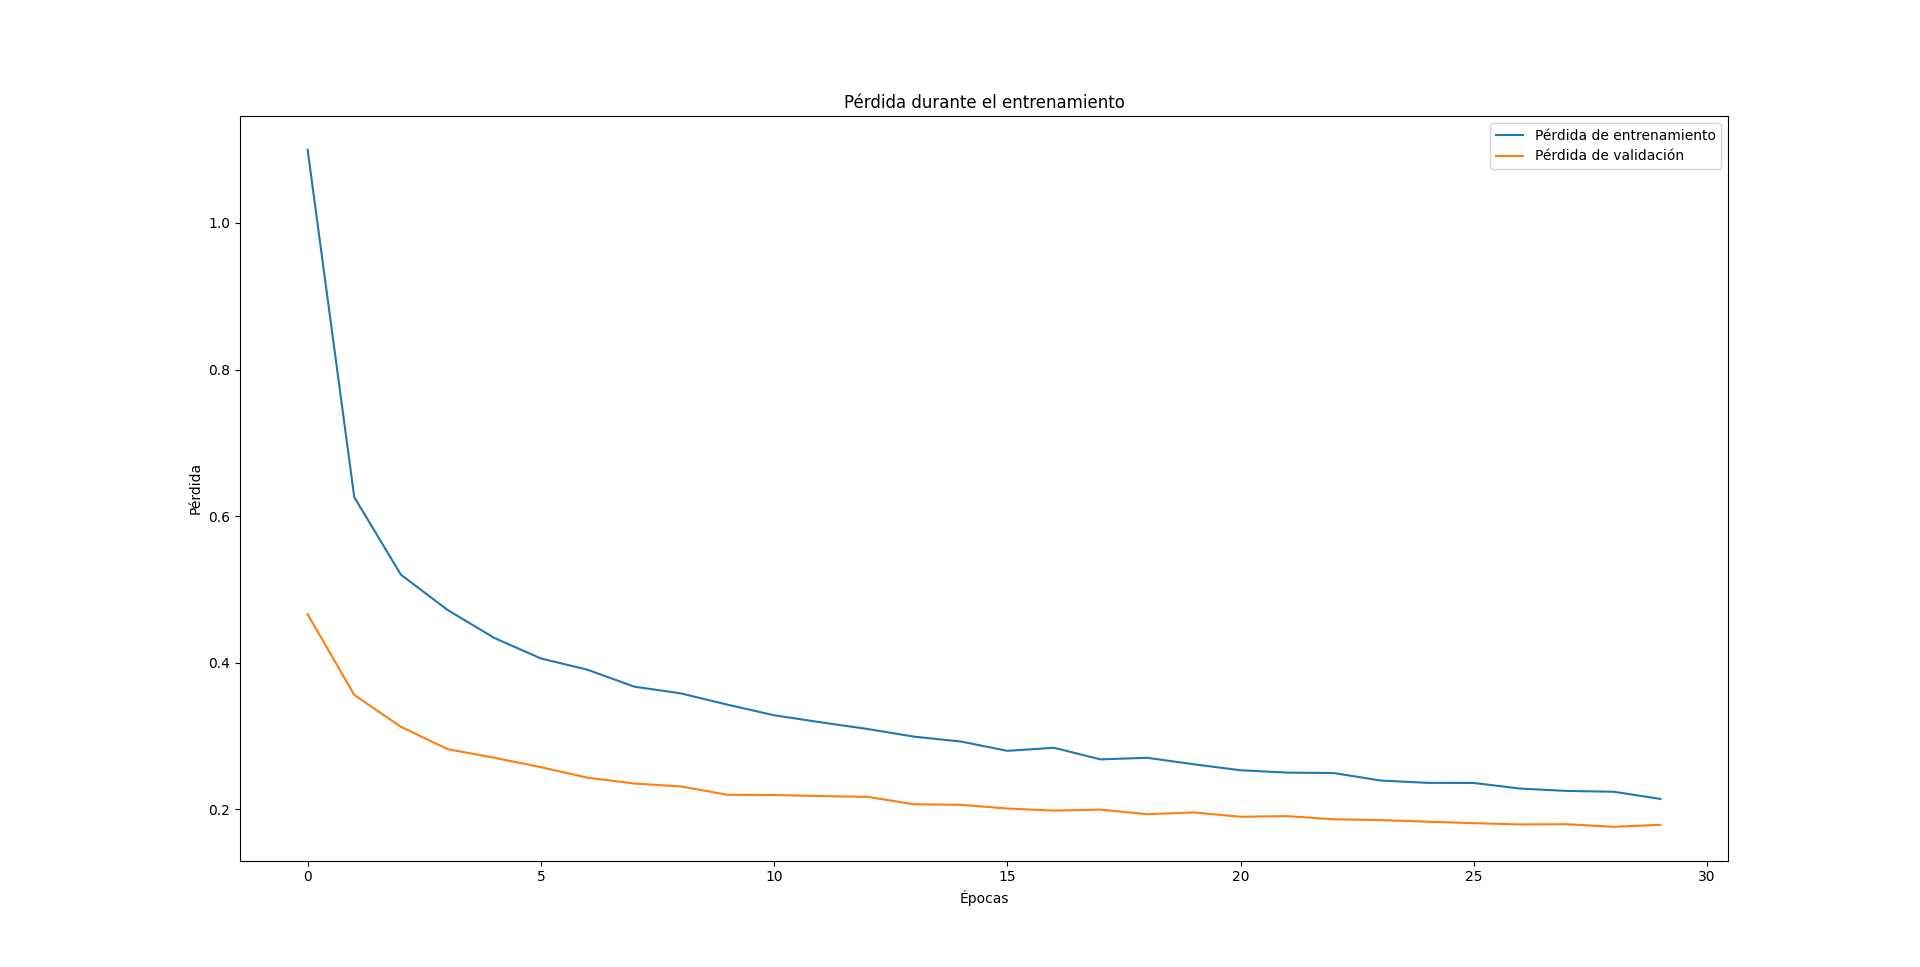 Pérdida durante el entrenamiento
Pérdida de entrenamiento
Pérdida de validación
1.0
0.8
0.6
0.4
0.2
Pérdida
0 5 10 15 20 25 30
Épocas